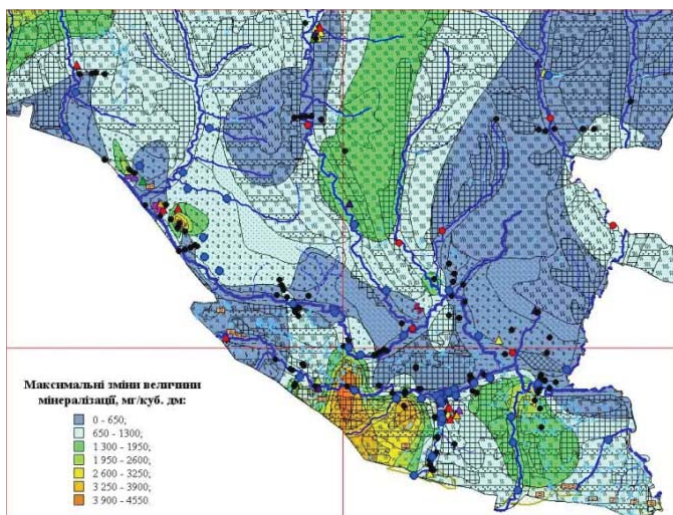 Максимальні зміни величини
мінералізації, мг/куб. дм:
0 - 650;
650 - 1300;
1 300 - 1950;
1 950 - 2600;
2 600 - 3250;
3 250 - 3900;
3 900 - 4550.